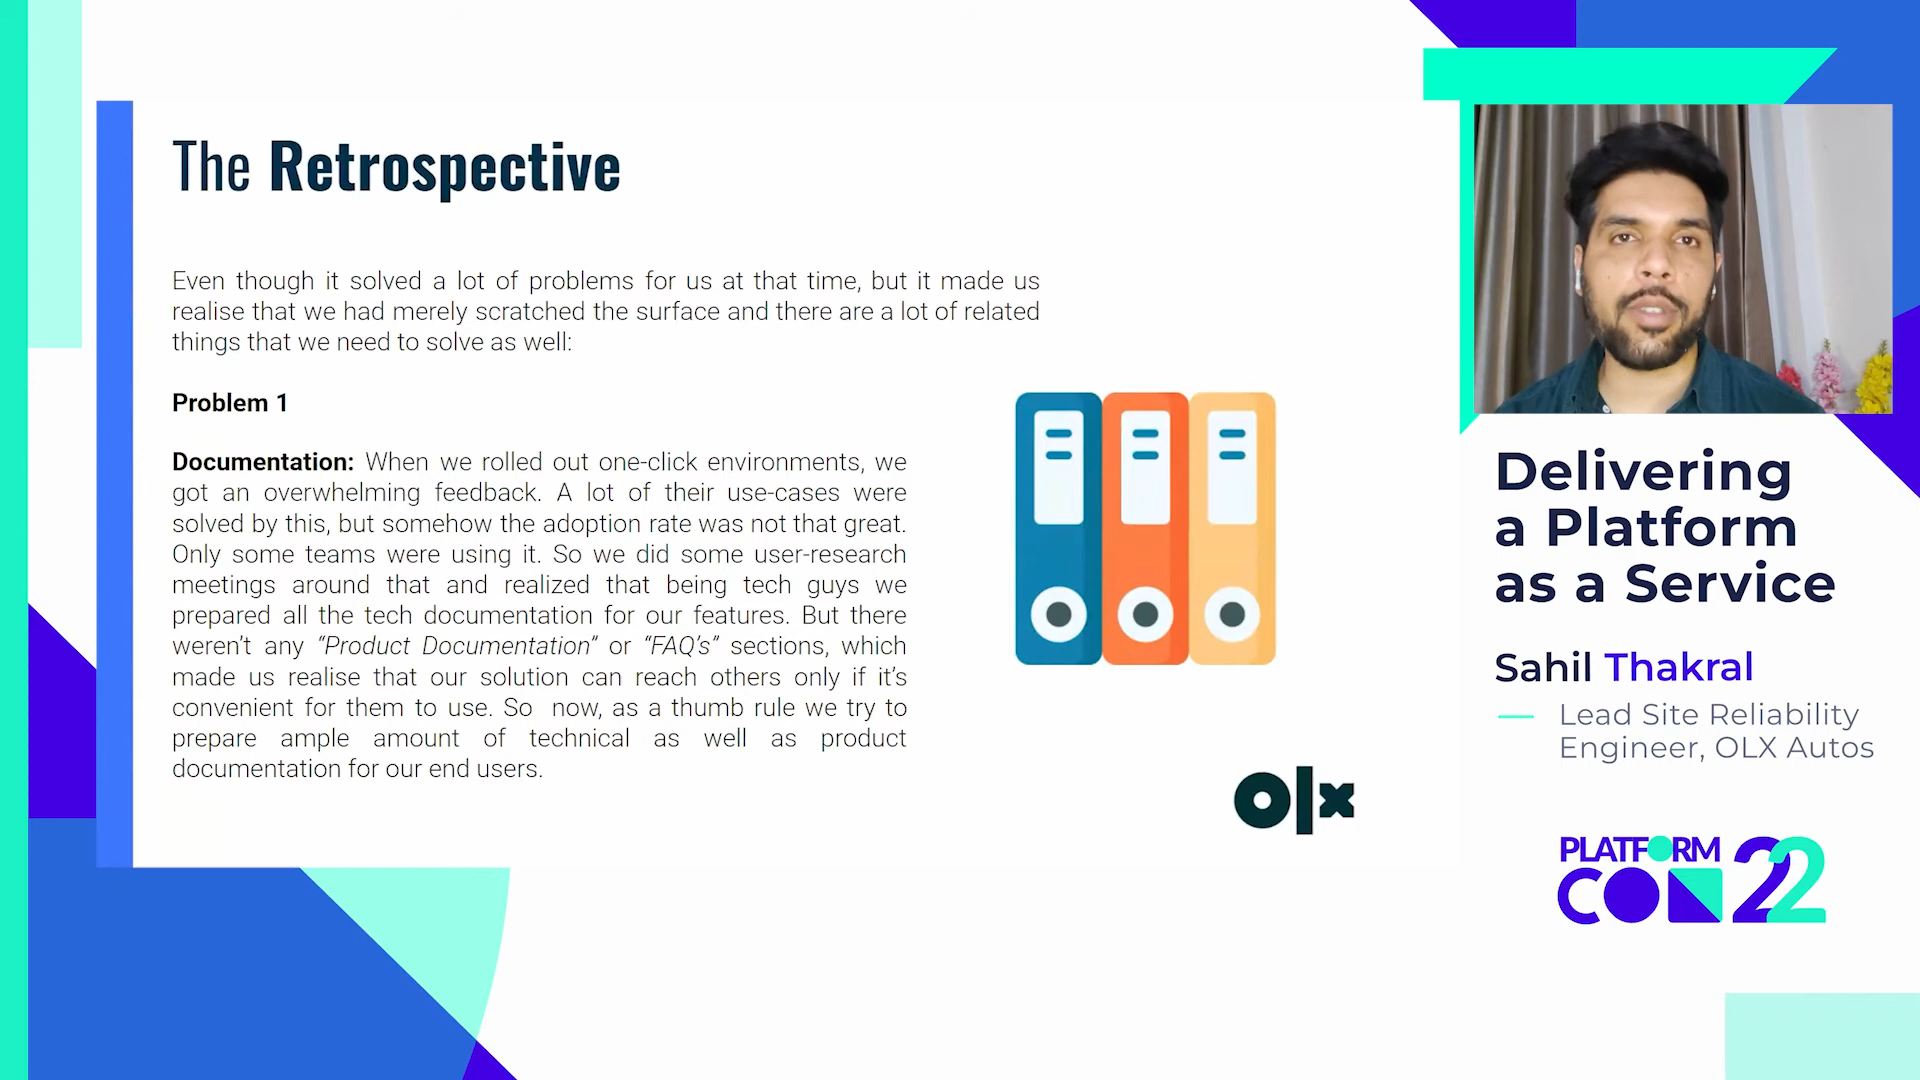 The Retrospective
Even though it solved a lot of problems for us at that time, but it made us
realise that we had merely scratched the surface and there are a lot of related
things that we need to solve as well:
Problem 1
Documentation: When we rolled out one-click environments, we
got an overwhelming feedback. A lot of their use-cases were
solved by this, but somehow the adoption rate was not that great.
Only some teams were using it. So we did some user-research
meetings around that and realized that being tech guys we
prepared all the tech documentation for our features. But there
weren’t any “Product Documentation” or “FAQ’s” sections, which
made us realise that our solution can reach others only if it’s
convenient for them to use. So now, as a thumb rule we try to
prepare ample amount of technical as well as product
documentation for our end users.
olx
Delivering
a Platform
as a Service
Sahil Thakral
— Lead Site Reliability
Engineer, OLX Autos
PLATFORM
CON 22